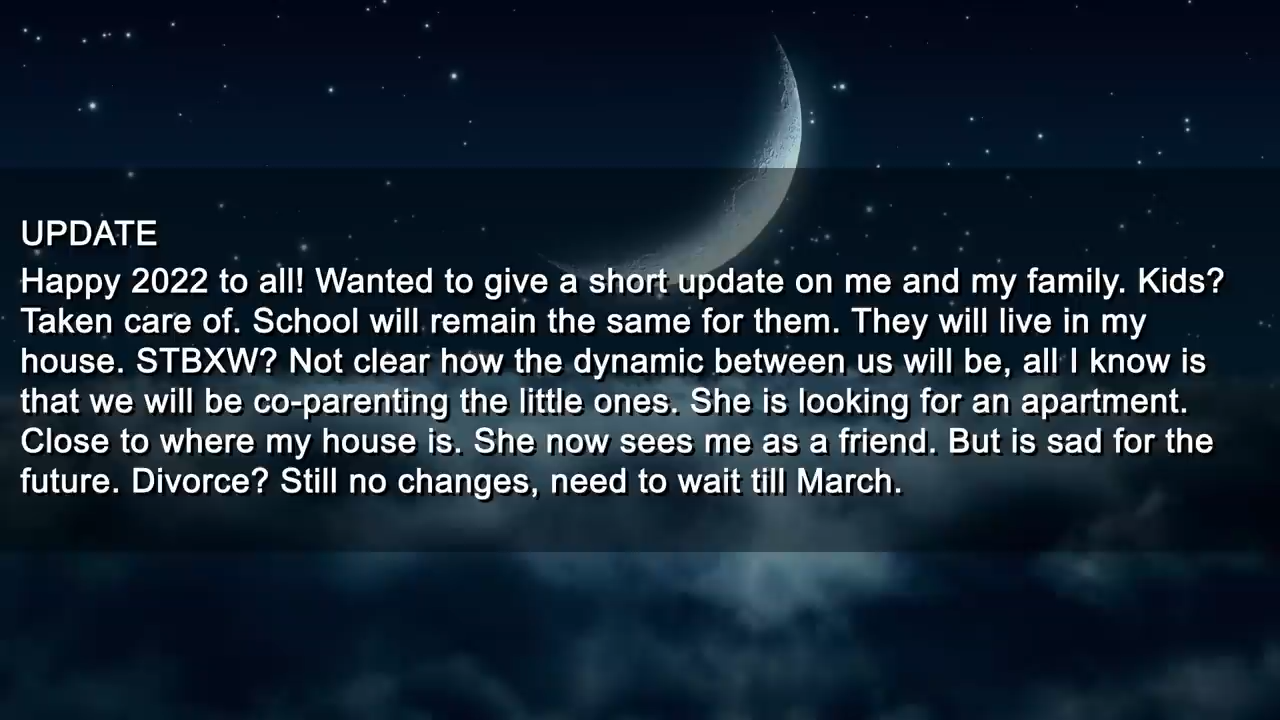 UPDATE
Happy 2022 to all! Wanted to give a short update on me and my family. Kids?
Taken care of. School will remain the same for them. They will live in my
house. STBXW? Not clear how the dynamic between us will be, all I know is
that we will be co-parenting the little ones. She is looking for an apartment.
Close to where my house is. She now sees me as a friend. But is sad for the
future. Divorce? Still no changes, need to wait till March.